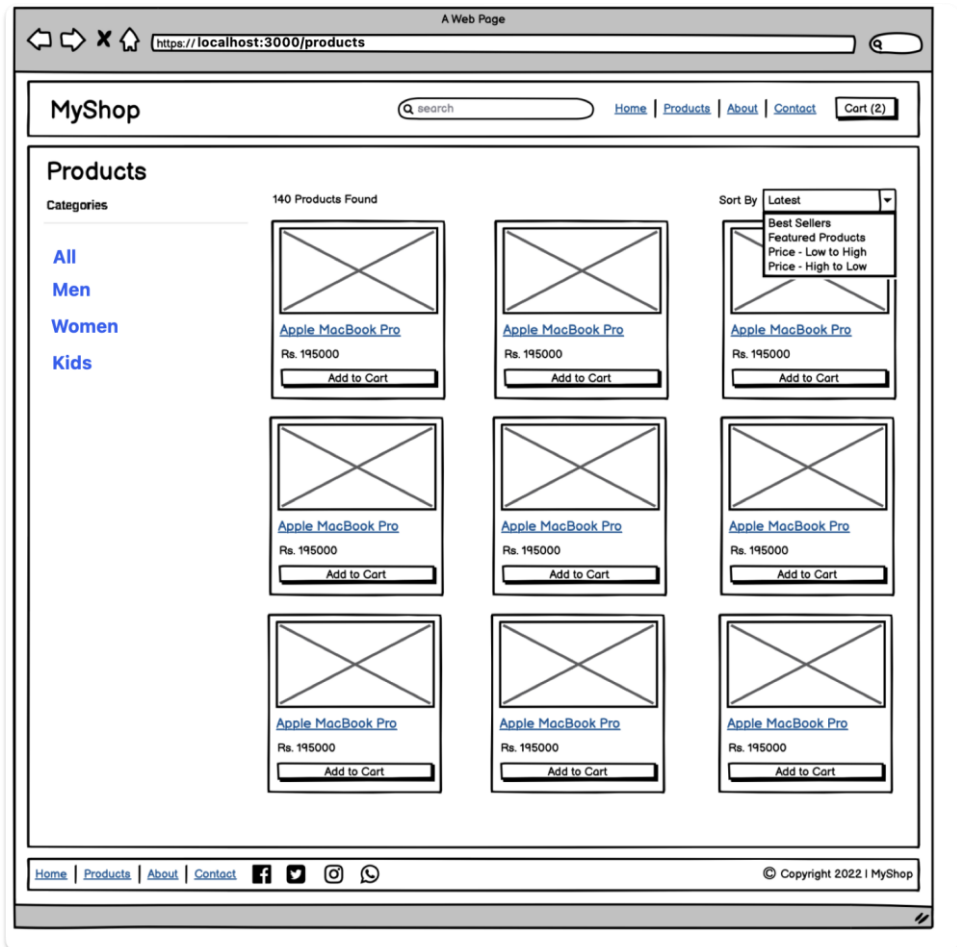 A Web Page
https://localhost:3000/products
MyShop
search
Home | Products | About | Contact
Cart (2)
Products
Categories
140 Products Found
Sort By Latest
Best Sellers
Featured Products
Price - Low to High
Price - High to Low
All
Men
Women
Kids
Apple MacBook Pro Apple MacBook Pro Apple MacBook Pro
Rs. 195000 Rs. 195000 Rs. 195000
Add to Cart Add to Cart Add to Cart
Apple MacBook Pro Apple MacBook Pro Apple MacBook Pro
Rs. 195000 Rs. 195000 Rs. 195000
Add to Cart Add to Cart Add to Cart
Apple MacBook Pro Apple MacBook Pro Apple MacBook Pro
Rs. 195000 Rs. 195000 Rs. 195000
Add to Cart Add to Cart Add to Cart
Home | Products | About | Contact
© Copyright 2022 | MyShop